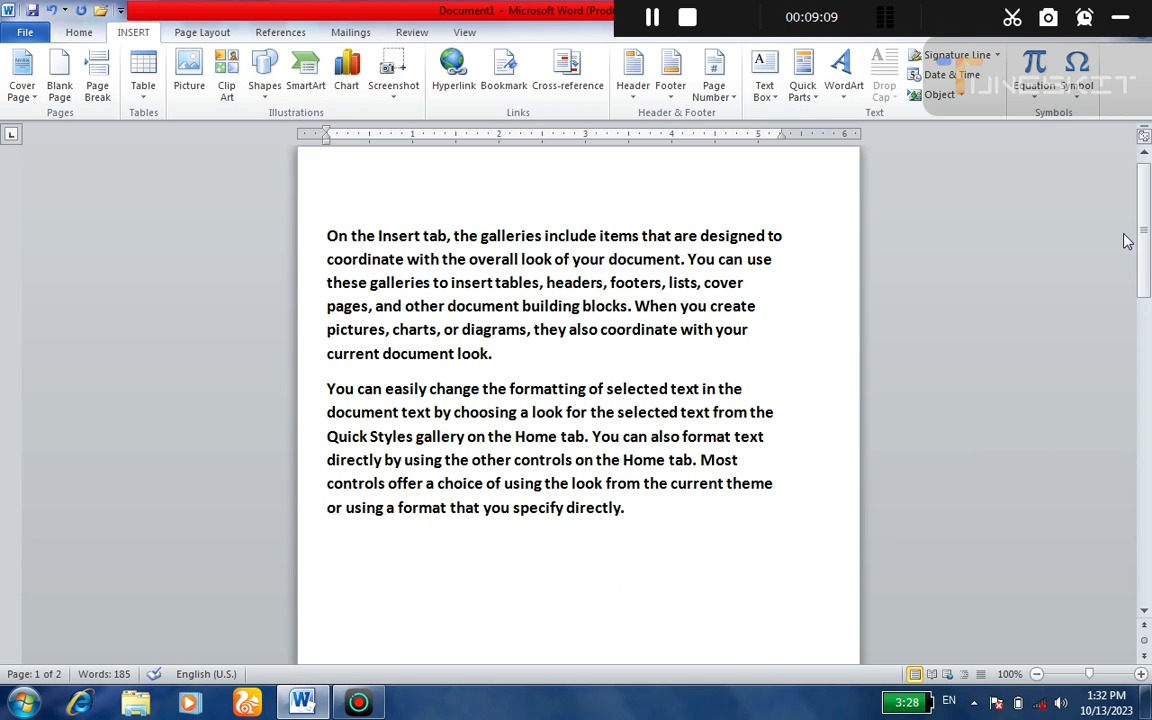 Document1 - Microsoft Word (Prod
00:09:09
File Home INSERT Page Layout References Mailings Review View
Cover Page
Blank Page
Page Break
Table
Picture
Clip Art
Shapes
SmartArt
Chart
Screenshot
Hyperlink
Bookmark
Cross-reference
Header
Footer
Page Number
Text Box
Quick Parts
WordArt
Drop Cap
Signature Line
Date & Time
Object
Equation
Symbol
TUNESKIT
Pages Tables Illustrations Links Header & Footer Text Symbols
1 2 3 4 5 6
On the Insert tab, the galleries include items that are designed to
coordinate with the overall look of your document. You can use
these galleries to insert tables, headers, footers, lists, cover
pages, and other document building blocks. When you create
pictures, charts, or diagrams, they also coordinate with your
current document look.
You can easily change the formatting of selected text in the
document text by choosing a look for the selected text from the
Quick Styles gallery on the Home tab. You can also format text
directly by using the other controls on the Home tab. Most
controls offer a choice of using the look from the current theme
or using a format that you specify directly.
Page: 1 of 2 Words: 185 English (U.S.) 100%
3:28 EN 1:32 PM
10/13/2023